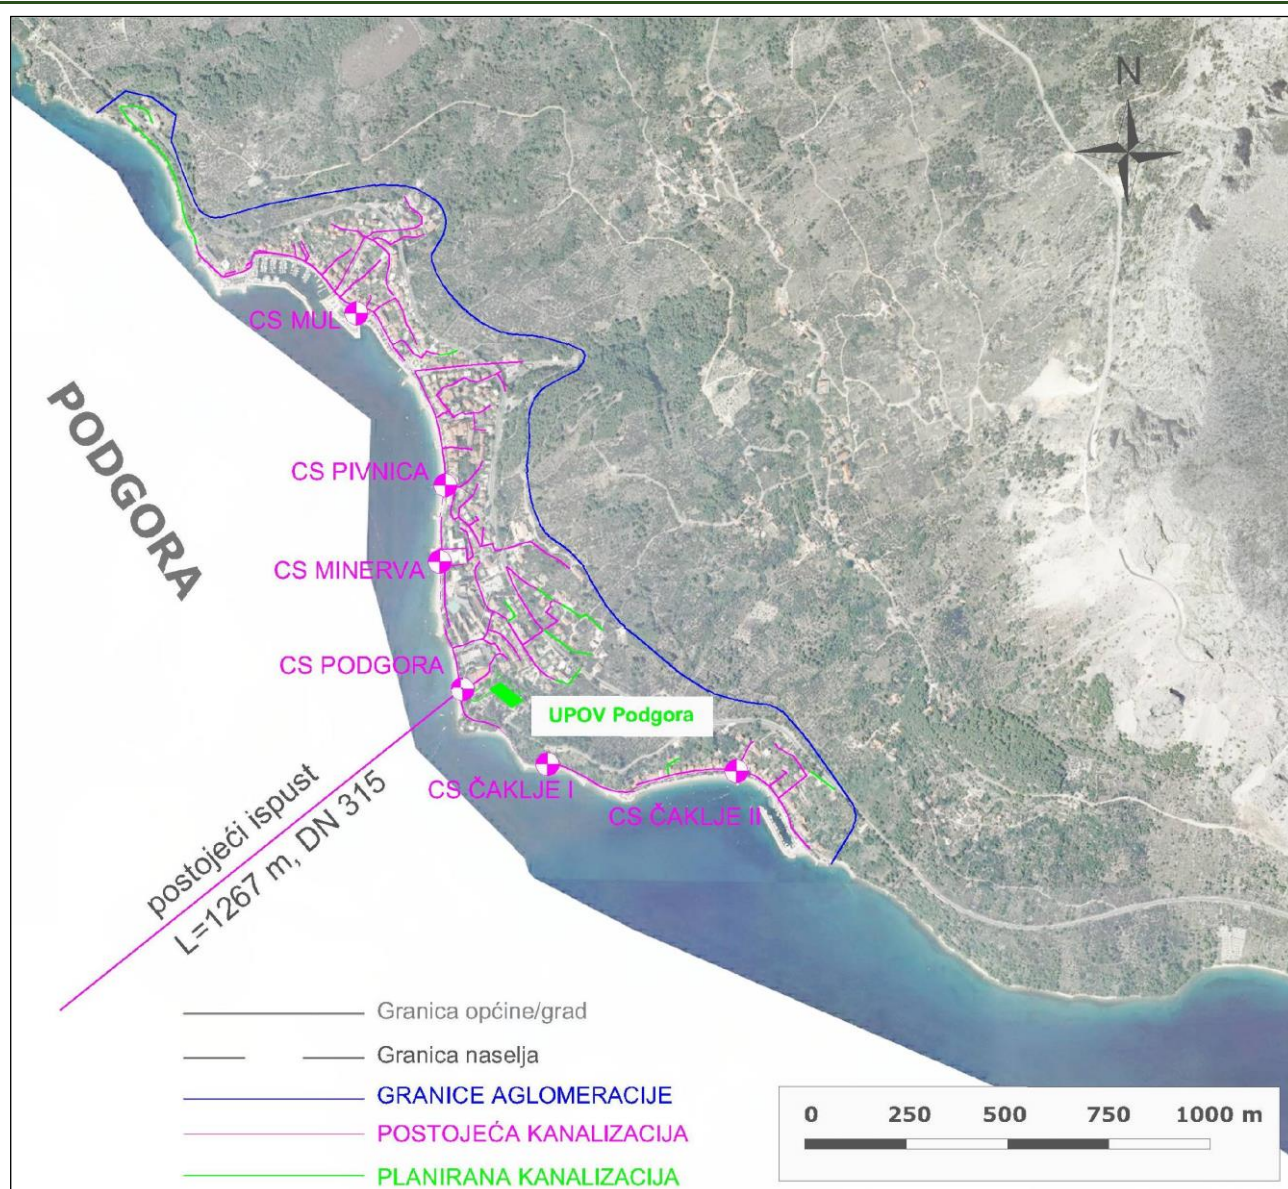 N
CS MUL
PODGORA
CS PIVNICA
CS MINERVA
CS PODGORA
UPOV Podgora
postojeći ispust
L=1267 m, DN 315
CS ČAKLJE I
CS ČAKLJE II
Granica općine/grad
Granica naselja
GRANICE AGLOMERACIJE
POSTOJEĆA KANALIZACIJA
PLANIRANA KANALIZACIJA
0 250 500 750 1000 m